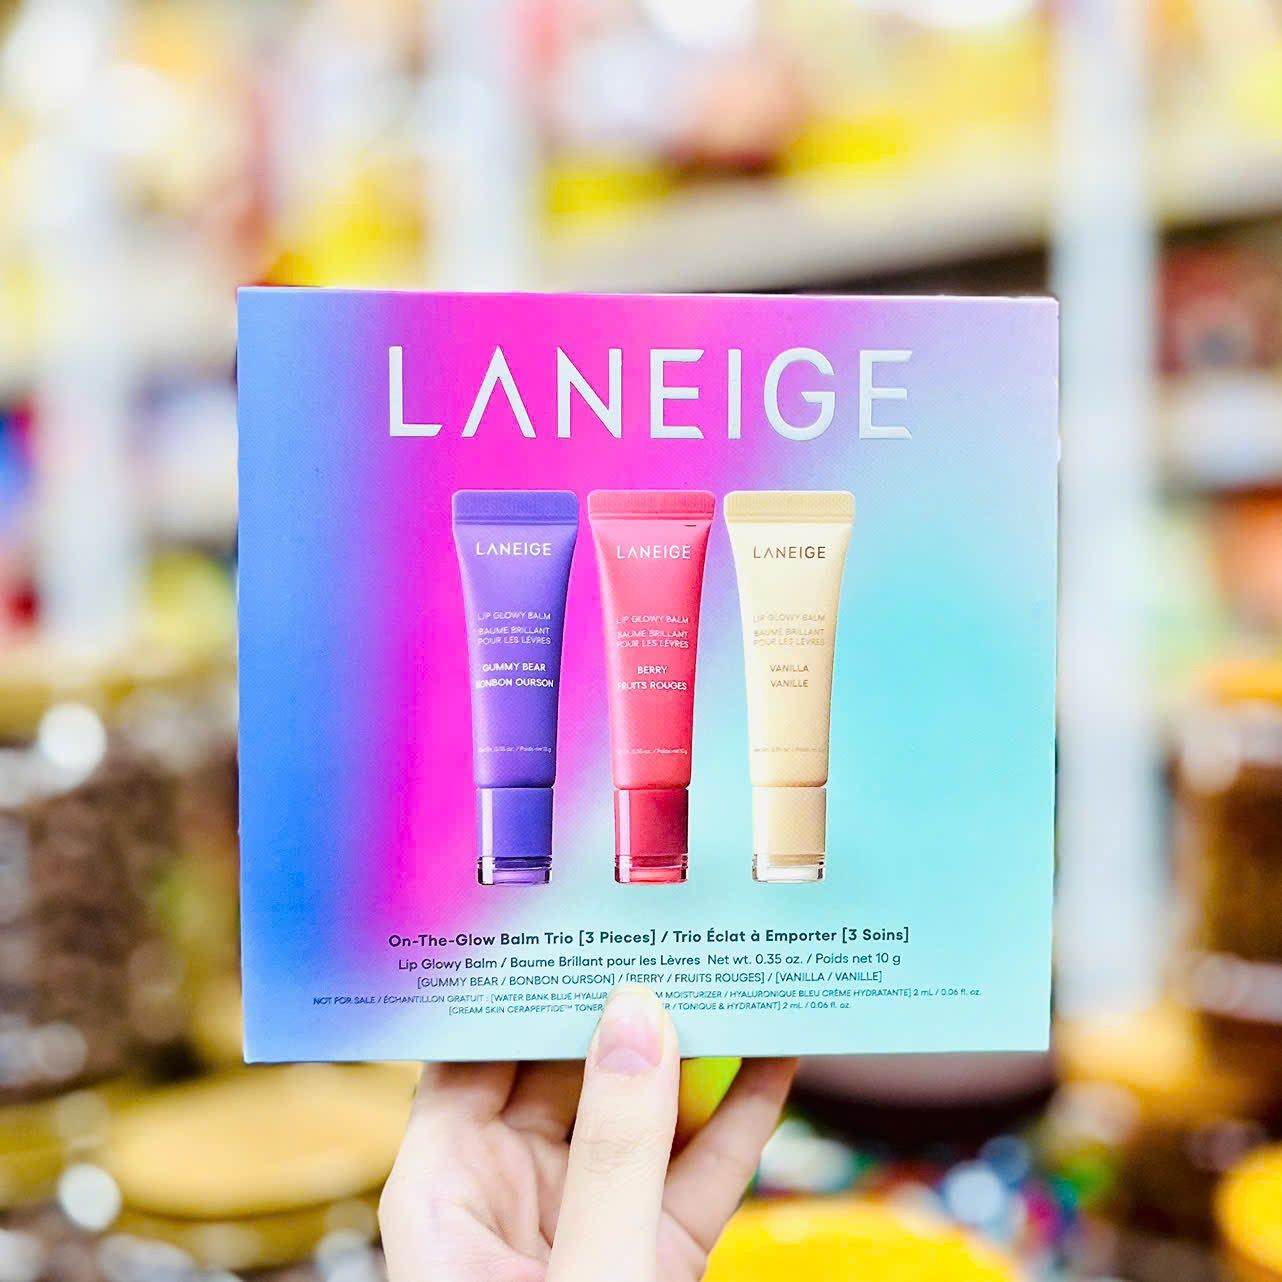 LANEIGE
LANEIGE
LIP GLOWY BALM
BAUME BRILLANT
POUR LES LÈVRES
GUMMY BEAR
BONBON OURSON
LANEIGE
LIP GLOWY BALM
BAUME BRILLANT
POUR LES LÈVRES
BERRY
FRUITS ROUGES
LANEIGE
LIP GLOWY BALM
BAUME BRILLANT
POUR LES LÈVRES
VANILLA
VANILLE
On-The-Glow Balm Trio [3 Pieces] / Trio Éclat à Emporter [3 Soins]
Lip Glowy Balm / Baume Brillant pour les Lèvres Net wt. 0.35 oz. / Poids net 10 g
[GUMMY BEAR / BONBON OURSON] / [BERRY / FRUITS ROUGES] / [VANILLA / VANILLE]
NOT FOR SALE / ÉCHANTILLON GRATUIT : [WATER BANK BLUE MOISTURIZER / HYALURONIQUE BLEU CRÈME HYDRATANTE] 2 mL / 0.06 fl. oz.
[CREAM SKIN CERAPEPTIDE™ TONER / TONIQUE & HYDRATANT] 2 mL / 0.06 fl. oz.